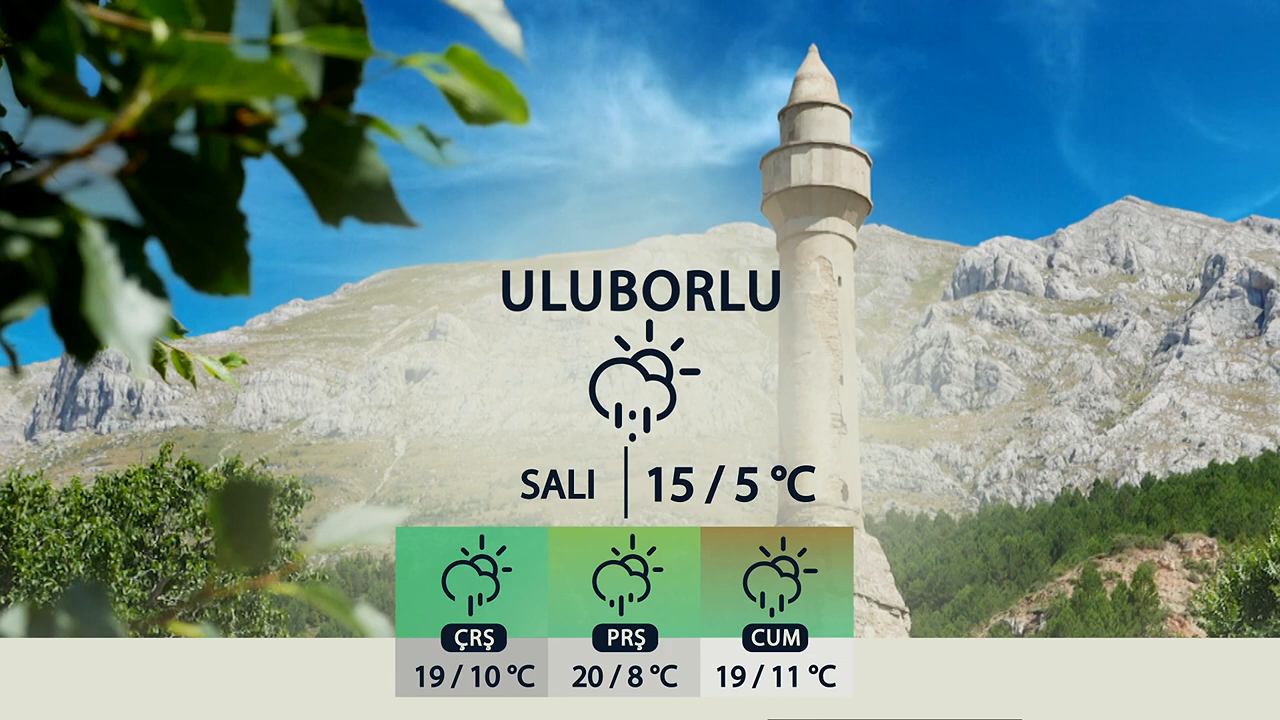 ULUBORLU
SALI 15 / 5 °C
ÇRŞ PRŞ CUM
19 / 10 °C 20 / 8 °C 19 / 11 °C